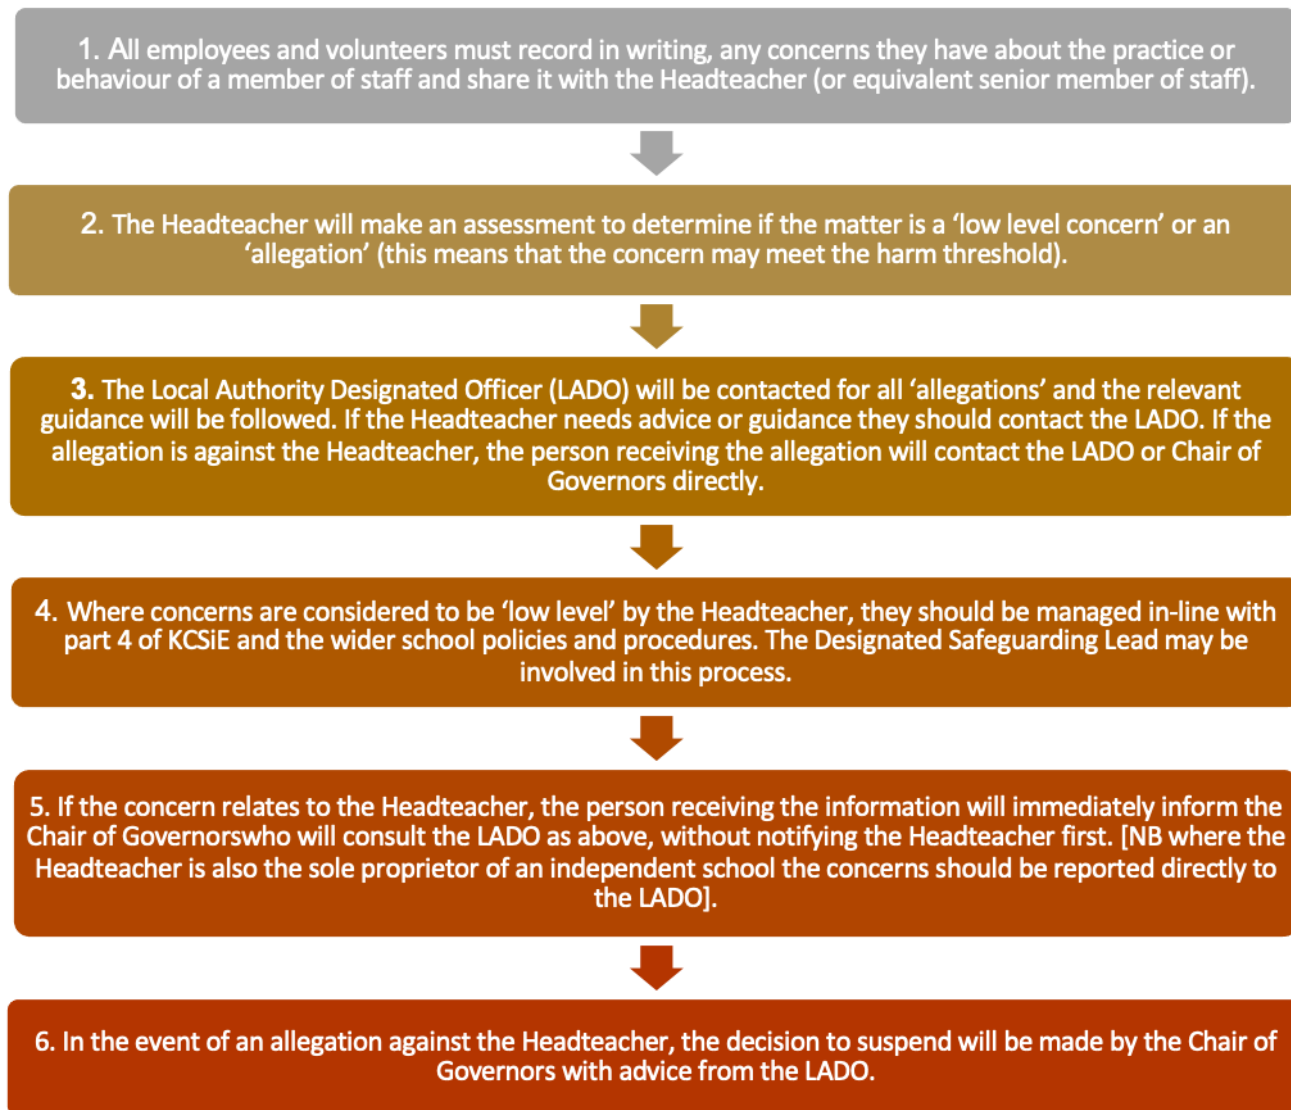 1. All employees and volunteers must record in writing, any concerns they have about the practice or
behaviour of a member of staff and share it with the Headteacher (or equivalent senior member of staff).
2. The Headteacher will make an assessment to determine if the matter is a ‘low level concern’ or an
‘allegation’ (this means that the concern may meet the harm threshold).
3. The Local Authority Designated Officer (LADO) will be contacted for all ‘allegations’ and the relevant
guidance will be followed. If the Headteacher needs advice or guidance they should contact the LADO. If the
allegation is against the Headteacher, the person receiving the allegation will contact the LADO or Chair of
Governors directly.
4. Where concerns are considered to be ‘low level’ by the Headteacher, they should be managed in-line with
part 4 of KCSiE and the wider school policies and procedures. The Designated Safeguarding Lead may be
involved in this process.
5. If the concern relates to the Headteacher, the person receiving the information will immediately inform the
Chair of Governorswho will consult the LADO as above, without notifying the Headteacher first. [NB where the
Headteacher is also the sole proprietor of an independent school the concerns should be reported directly to
the LADO].
6. In the event of an allegation against the Headteacher, the decision to suspend will be made by the Chair of
Governors with advice from the LADO.